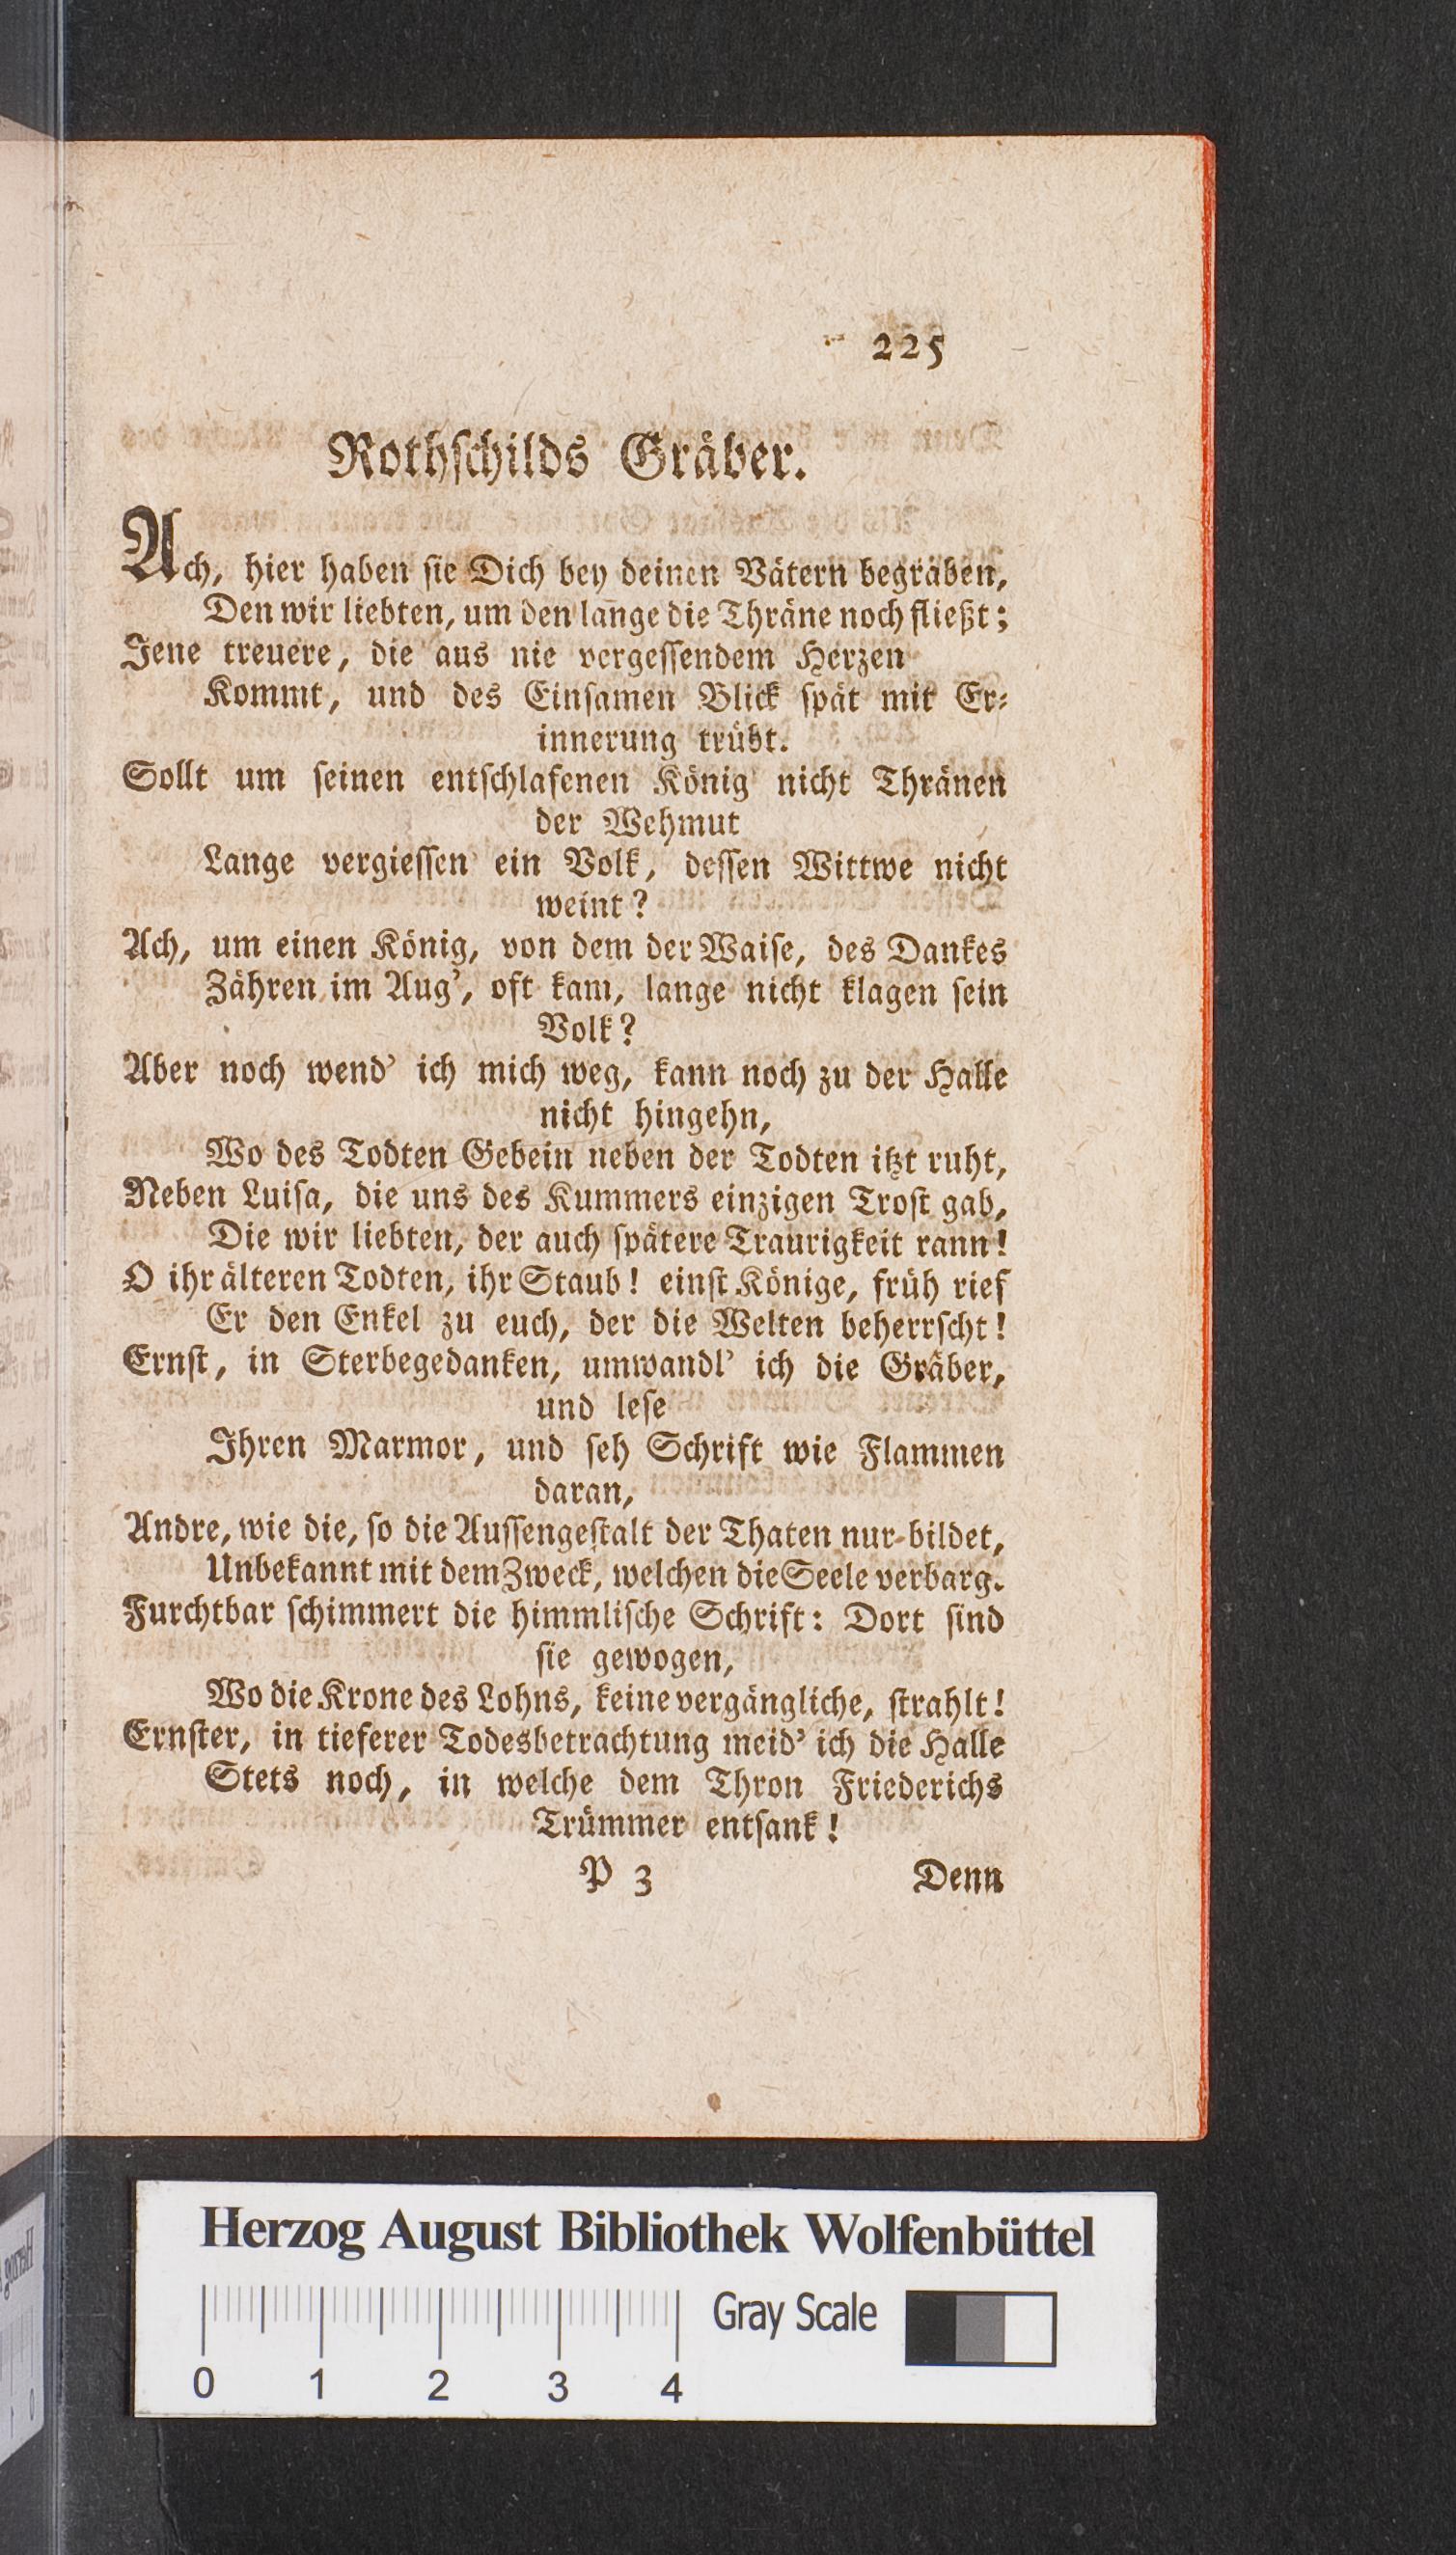 225
Rothſchilds Gräber.
Ach, hier haben ſie Dich bey deinen Vätern begraben,
Den wir liebten, um den lange die Thräne noch fließt;
Jene treuere, die aus nie vergeſſendem Herzen
Kommt, und des Einſamen Blick ſpät mit Er-
innerung trübt.
Sollt um ſeinen entſchlafenen König nicht Thränen
der Wehmut
Lange vergieſſen ein Volk, deſſen Wittwe nicht
weint?
Ach, um einen König, von dem der Waiſe, des Dankes
Zähren im Aug', oft kam, lange nicht klagen ſein
Volk?
Aber noch wend' ich mich weg, kann noch zu der Halle
nicht hingehn,
Wo des Todten Gebein neben der Todten itzt ruht,
Neben Luiſa, die uns des Kummers einzigen Troſt gab,
Die wir liebten, der auch ſpätere Traurigkeit rann!
O ihr älteren Todten, ihr Staub! einſt Könige, früh rief
Er den Enkel zu euch, der die Welten beherrſcht!
Ernſt, in Sterbegedanken, umwandl' ich die Gräber,
und leſe
Ihren Marmor, und ſeh Schrift wie Flammen
daran,
Andre, wie die, ſo die Auſſengeſtalt der Thaten nur bildet,
Unbekannt mit dem Zweck, welchen die Seele verbarg.
Furchtbar ſchimmert die himmliſche Schrift: Dort ſind
ſie gewogen,
Wo die Krone des Lohns, keine vergängliche, ſtrahlt!
Ernſter, in tieferer Todesbetrachtung meid' ich die Halle
Stets noch, in welche dem Thron Friederichs
Trümmer entſank!
P 3 Denn
Herzog August Bibliothek Wolfenbüttel
Gray Scale
0 1 2 3 4